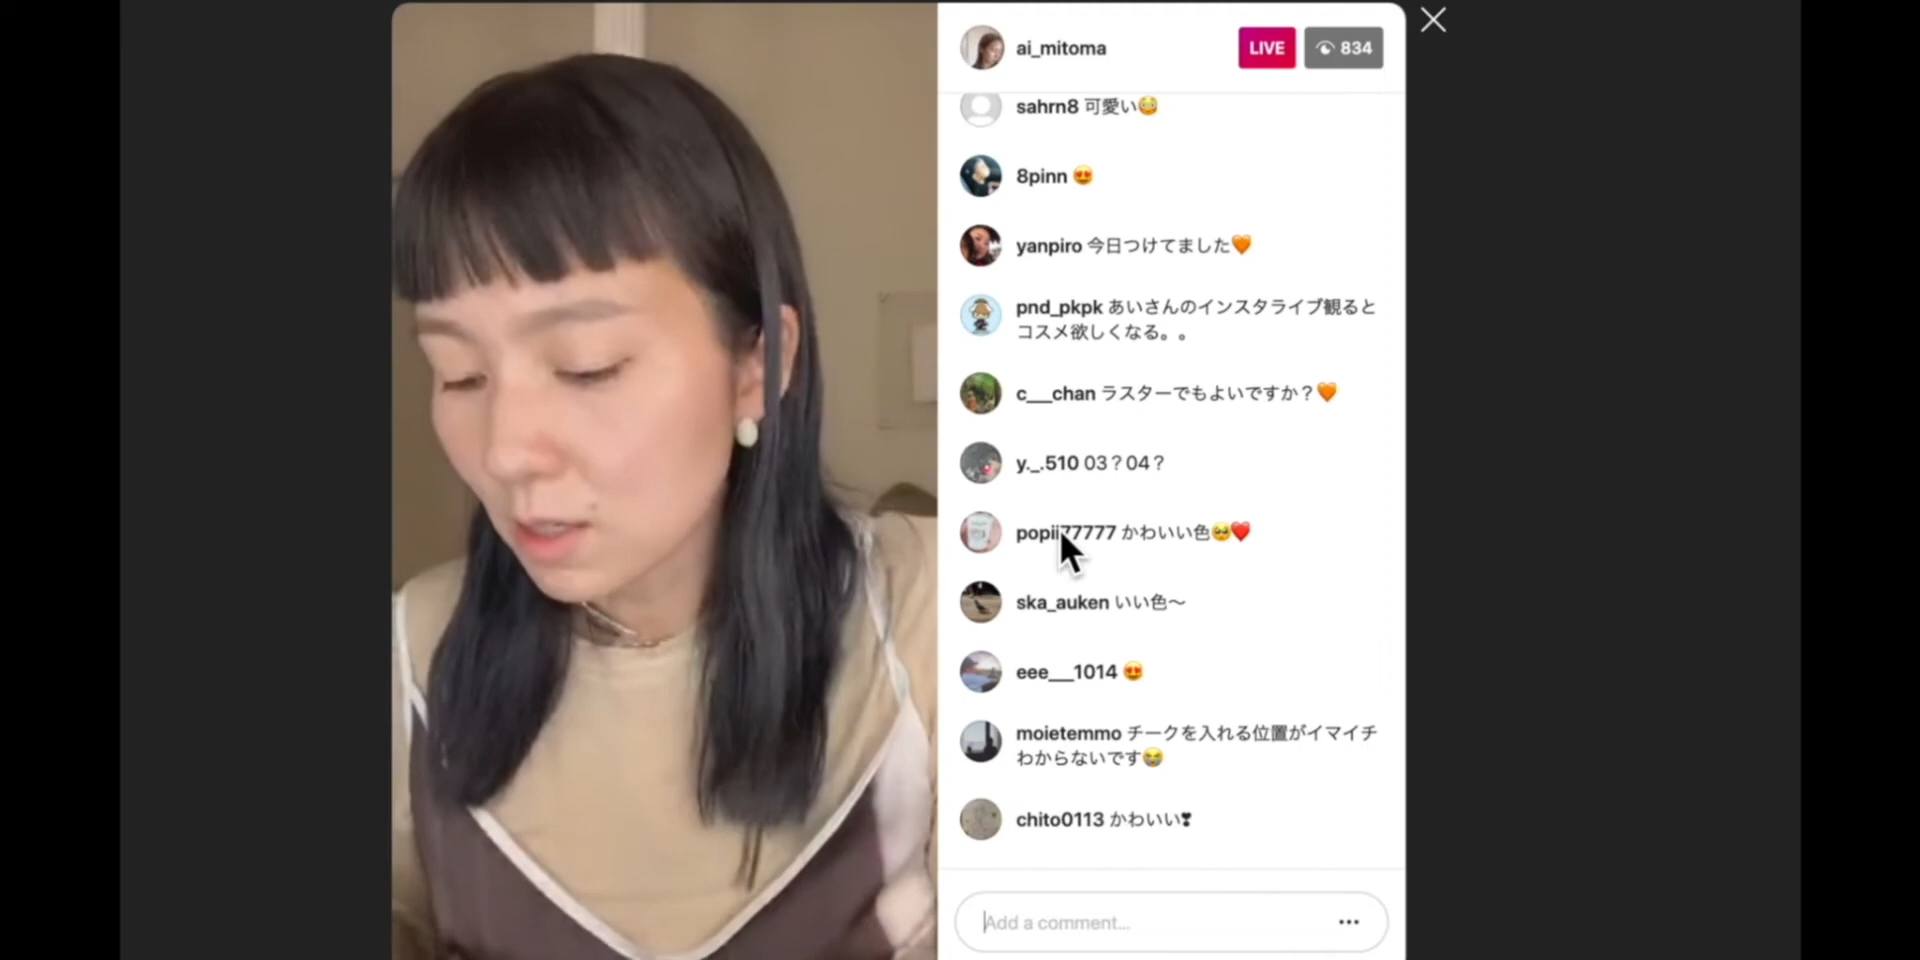 ai_mitoma
LIVE
834
sahrn8 可愛い😳
8pinn 😍
yanpiro 今日つけてました🧡
pnd_pkpk あいさんのインスタライブ観ると
コスメ欲しくなる。。
c___chan ラスターでもよいですか？🧡
y._.510 03？04？
popii77777 かわいい色🥺❤️
ska_auken いい色〜
eee___1014 😍
moietemmo チークを入れる位置がイマイチ
わからないです😭
chito0113 かわいい❣
Add a comment...